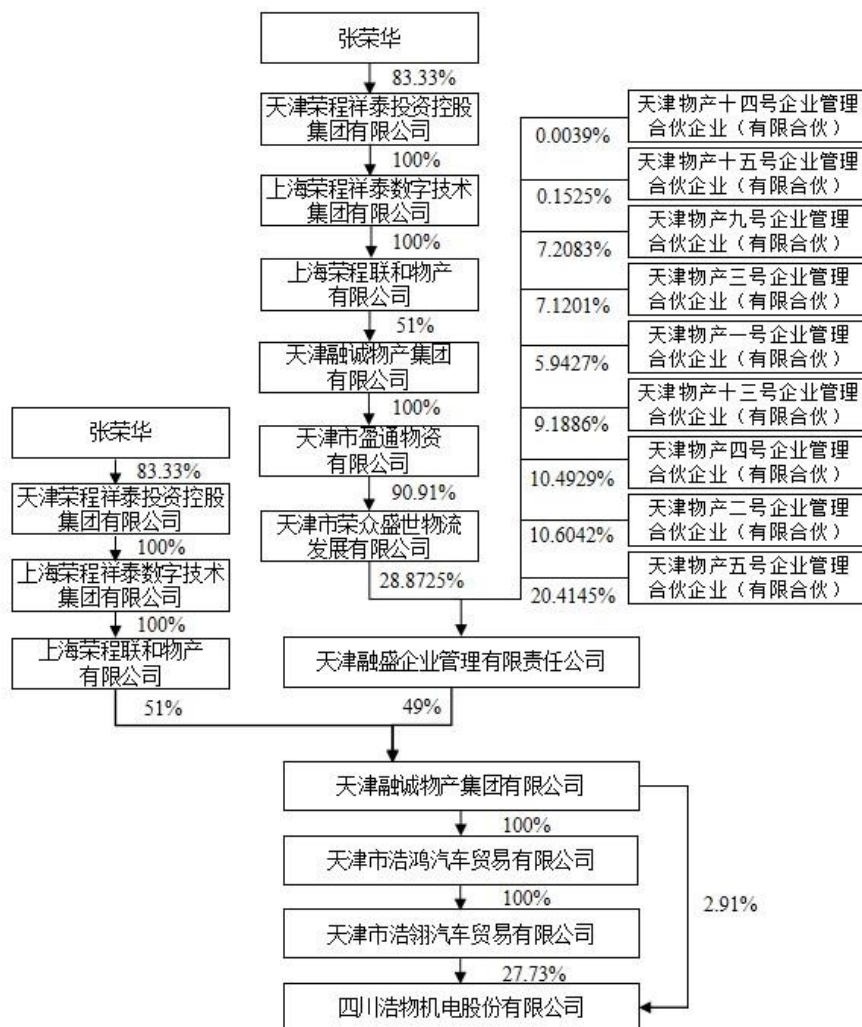 张荣华
83.33%
天津荣程祥泰投资控股
集团有限公司
100%
上海荣程祥泰数字技术
集团有限公司
100%
上海荣程联和物产
有限公司
51%
天津融诚物产集团
有限公司
100%
天津市盈通物资
有限公司
90.91%
天津市荣众盛世物流
发展有限公司
28.8725%
天津物产十四号企业管理
合伙企业（有限合伙）
0.0039%
天津物产十五号企业管理
合伙企业（有限合伙）
0.1525%
天津物产九号企业管理
合伙企业（有限合伙）
7.2083%
天津物产三号企业管理
合伙企业（有限合伙）
7.1201%
天津物产一号企业管理
合伙企业（有限合伙）
5.9427%
天津物产十三号企业管理
合伙企业（有限合伙）
9.1886%
天津物产四号企业管理
合伙企业（有限合伙）
10.4929%
天津物产二号企业管理
合伙企业（有限合伙）
10.6042%
天津物产五号企业管理
合伙企业（有限合伙）
20.4145%
张荣华
83.33%
天津荣程祥泰投资控股
集团有限公司
100%
上海荣程祥泰数字技术
集团有限公司
100%
上海荣程联和物产
有限公司
51%
天津融盛企业管理有限责任公司
49%
天津融诚物产集团有限公司
100%
天津市浩鸿汽车贸易有限公司
100%
天津市浩翎汽车贸易有限公司
27.73%
2.91%
四川浩物机电股份有限公司